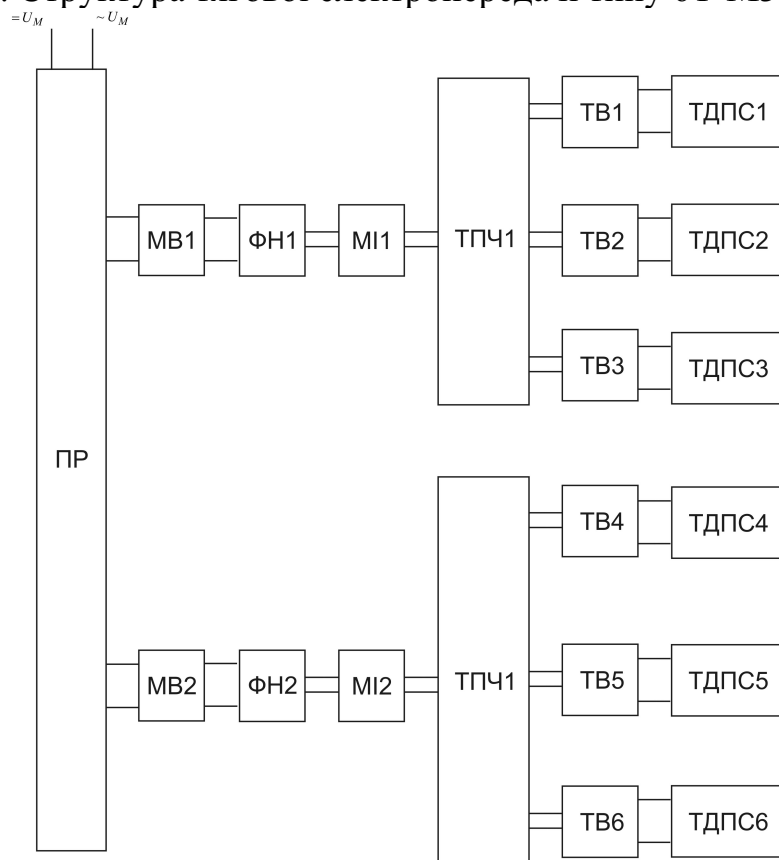 =U_M ~U_M
ТВ1 ТДПС1
МВ1 ФН1 МІ1 ТПЧ1 ТВ2 ТДПС2
ТВ3 ТДПС3
ПР
ТВ4 ТДПС4
МВ2 ФН2 МІ2 ТПЧ1 ТВ5 ТДПС5
ТВ6 ТДПС6